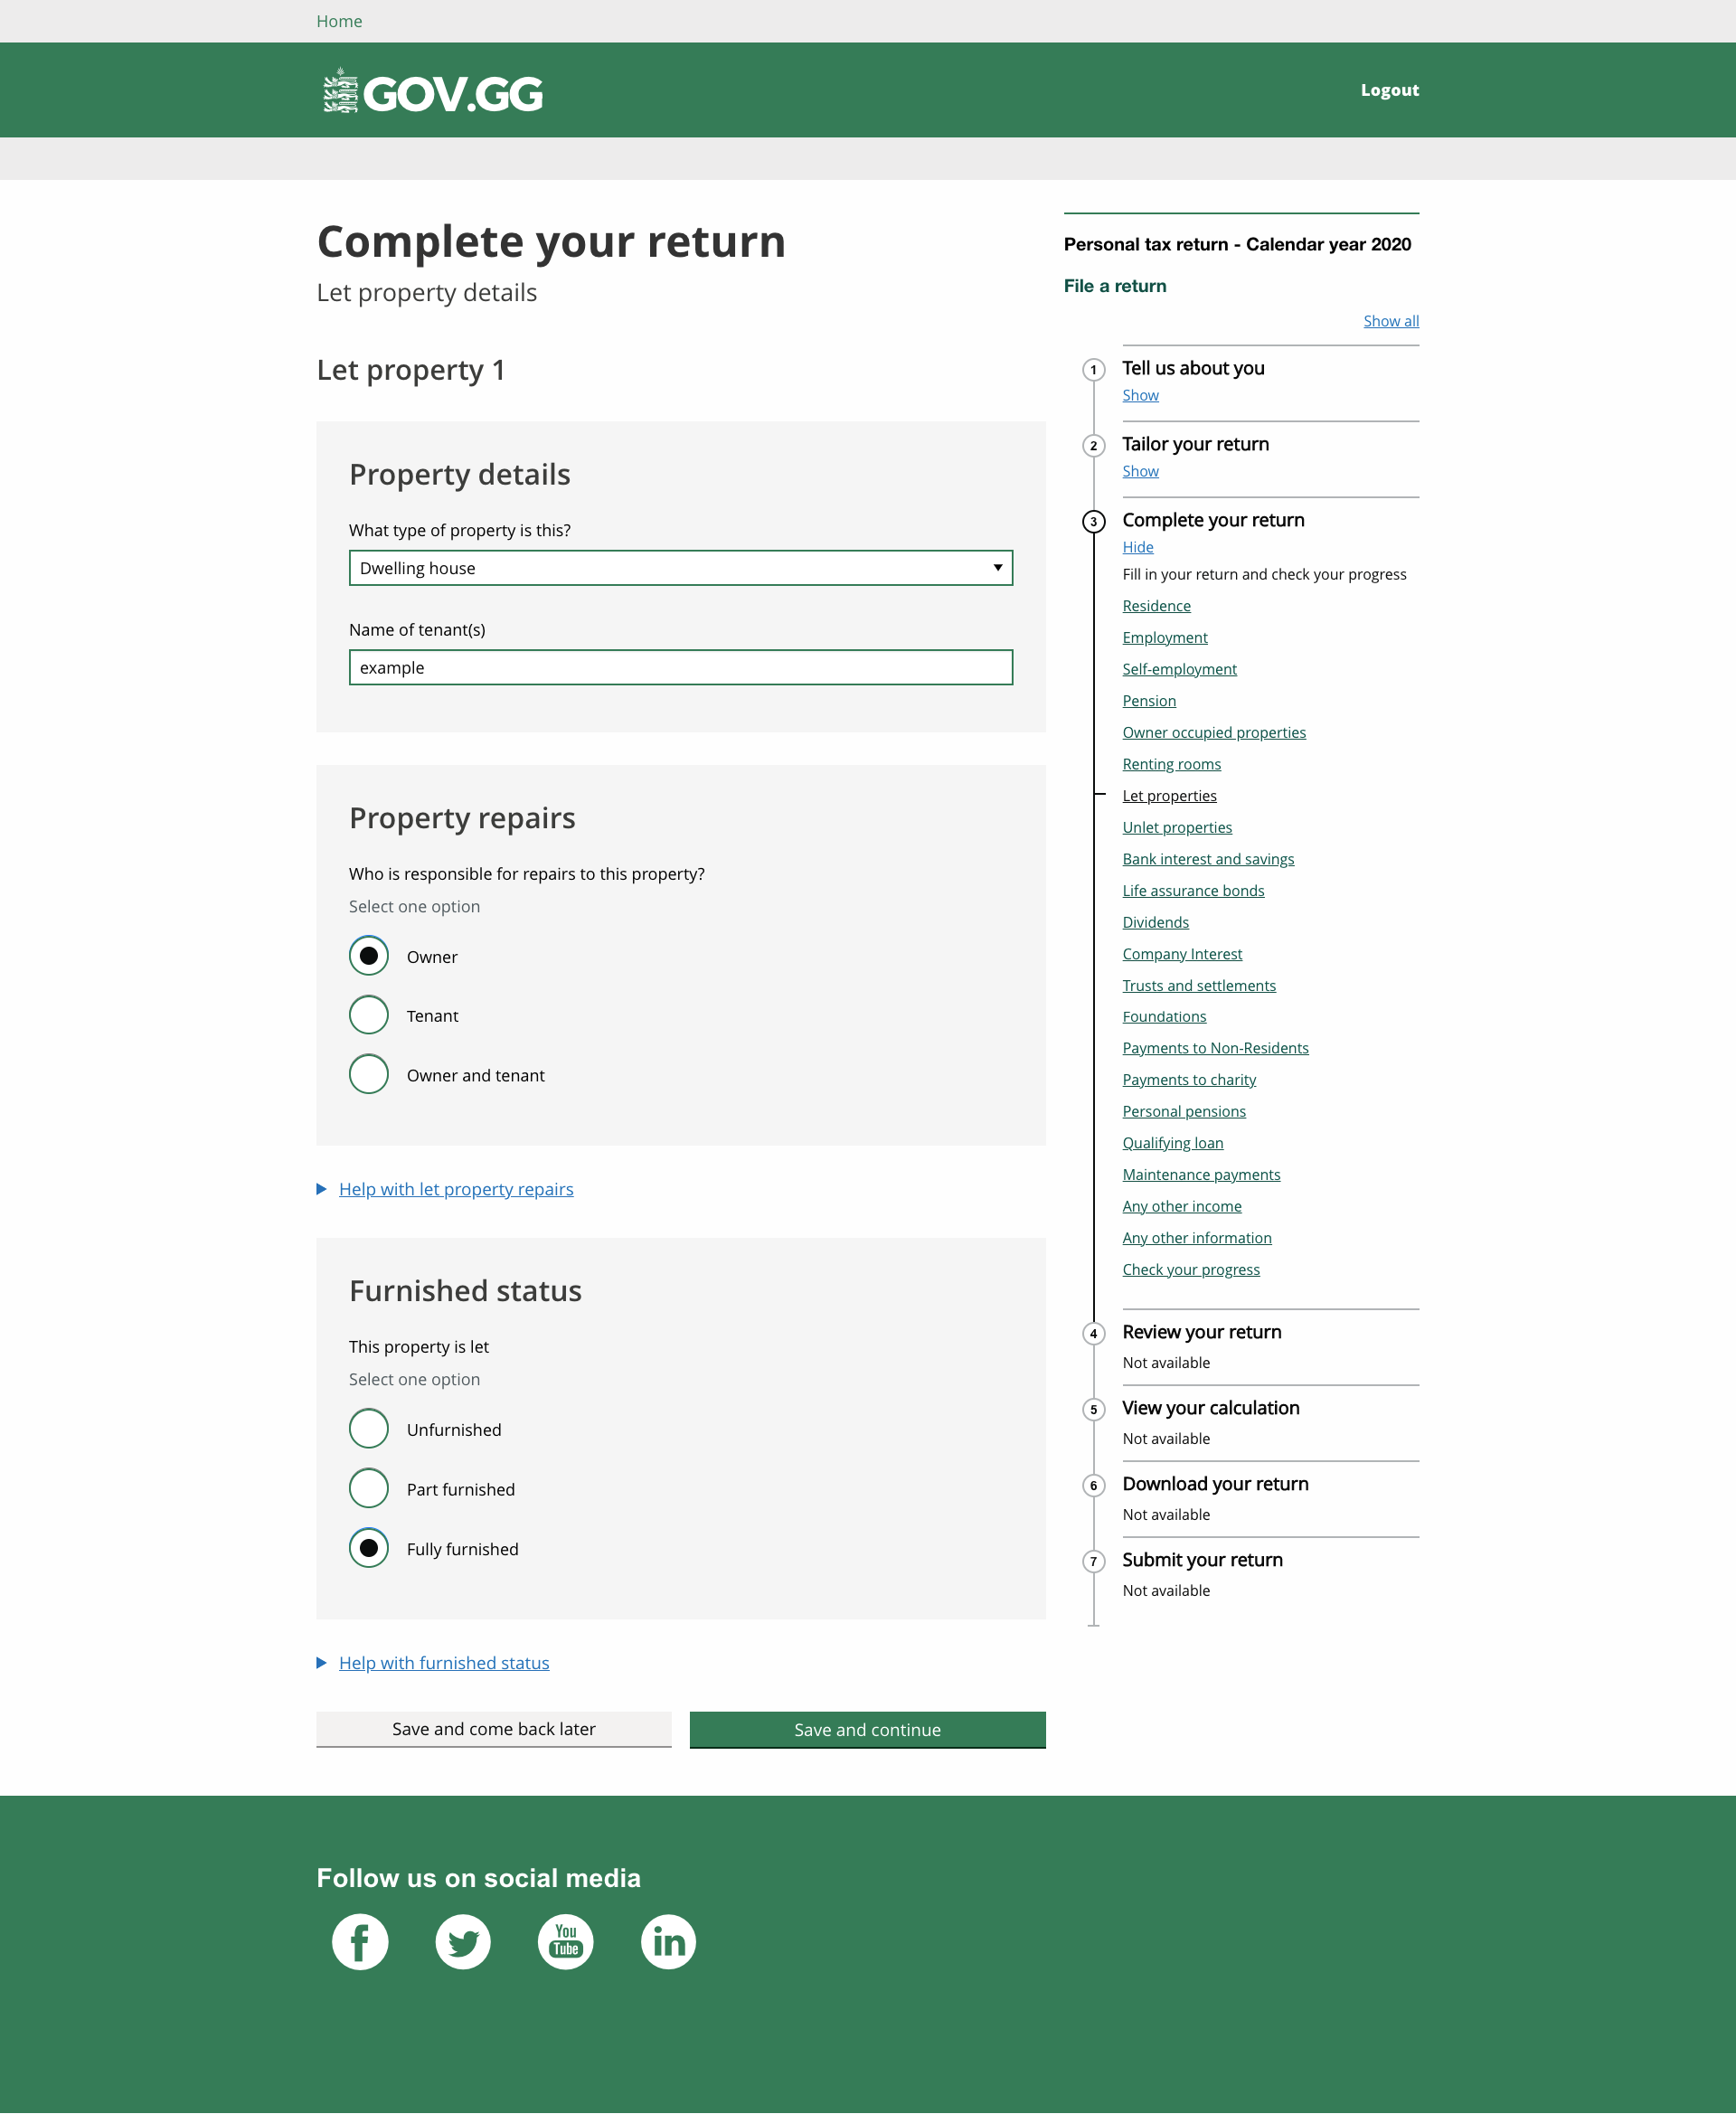 Home
GOV.GG
Logout
Complete your return
Let property details
Let property 1
Property details
What type of property is this?
Dwelling house
Name of tenant(s)
example
Property repairs
Who is responsible for repairs to this property?
Select one option
Owner
Tenant
Owner and tenant
Help with let property repairs
Furnished status
This property is let
Select one option
Unfurnished
Part furnished
Fully furnished
Help with furnished status
Save and come back later
Save and continue
Personal tax return - Calendar year 2020
File a return
Show all
1 Tell us about you
Show
2 Tailor your return
Show
3 Complete your return
Hide
Fill in your return and check your progress
Residence
Employment
Self-employment
Pension
Owner occupied properties
Renting rooms
Let properties
Unlet properties
Bank interest and savings
Life assurance bonds
Dividends
Company Interest
Trusts and settlements
Foundations
Payments to Non-Residents
Payments to charity
Personal pensions
Qualifying loan
Maintenance payments
Any other income
Any other information
Check your progress
4 Review your return
Not available
5 View your calculation
Not available
6 Download your return
Not available
7 Submit your return
Not available
Follow us on social media
f
You
Tube
in